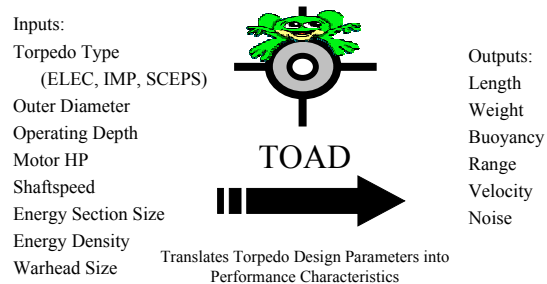 Inputs:
Torpedo Type
(ELEC, IMP, SCEPS)
Outer Diameter
Operating Depth
Motor HP
Shaftspeed
Energy Section Size
Energy Density
Warhead Size
TOAD
Translates Torpedo Design Parameters into
Performance Characteristics
Outputs:
Length
Weight
Buoyancy
Range
Velocity
Noise